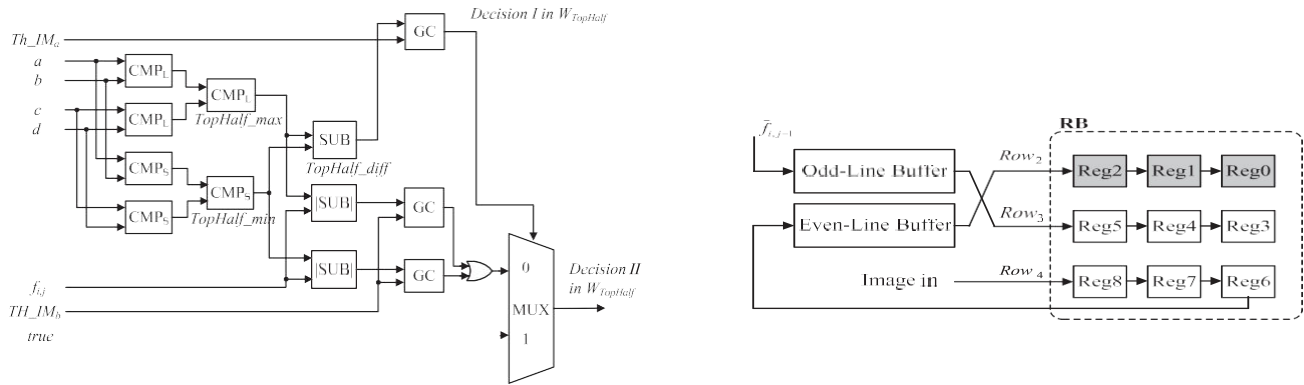 Decision I in W_TopHalf
Th_IM_a
GC
a
b
c
d
CMP_L
CMP_L
CMP_L
TopHalf_max
CMP_S
CMP_S
CMP_S
TopHalf_min
SUB
TopHalf_diff
|SUB|
GC
|SUB|
GC
f_i,j
TH_IM_b
true
0
MUX
1
Decision II
in W_TopHalf
RB
f̄_i,j-1
Odd-Line Buffer
Row_2
Reg2
Reg1
Reg0
Even-Line Buffer
Row_3
Reg5
Reg4
Reg3
Image in
Row_4
Reg8
Reg7
Reg6